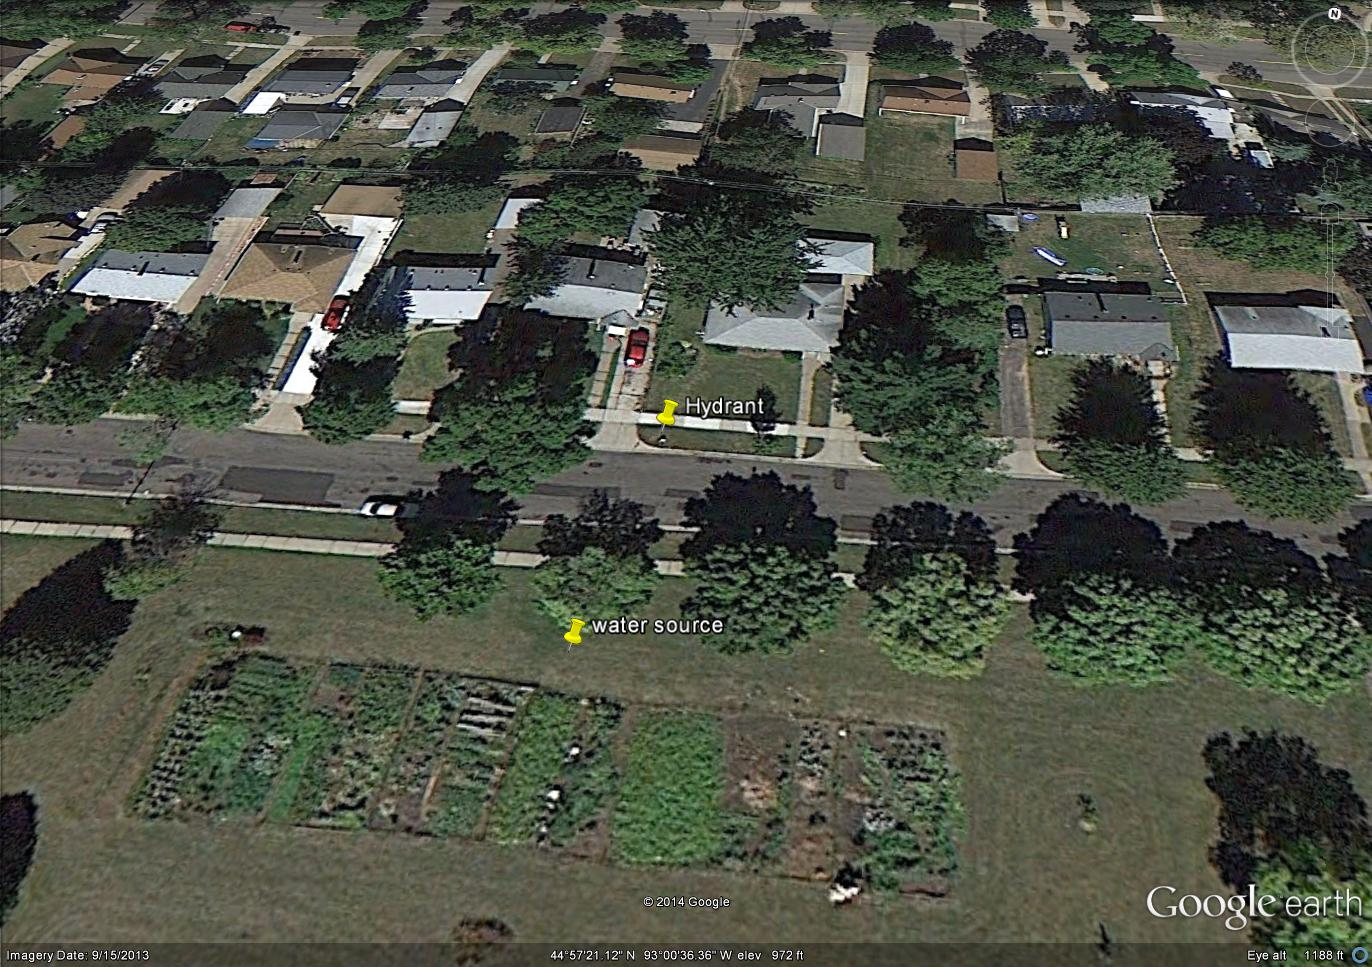 N
Hydrant
water source
© 2014 Google
Google earth
Imagery Date: 9/15/2013 44°57'21.12" N 93°00'36.36" W elev 972 ft Eye alt 1188 ft